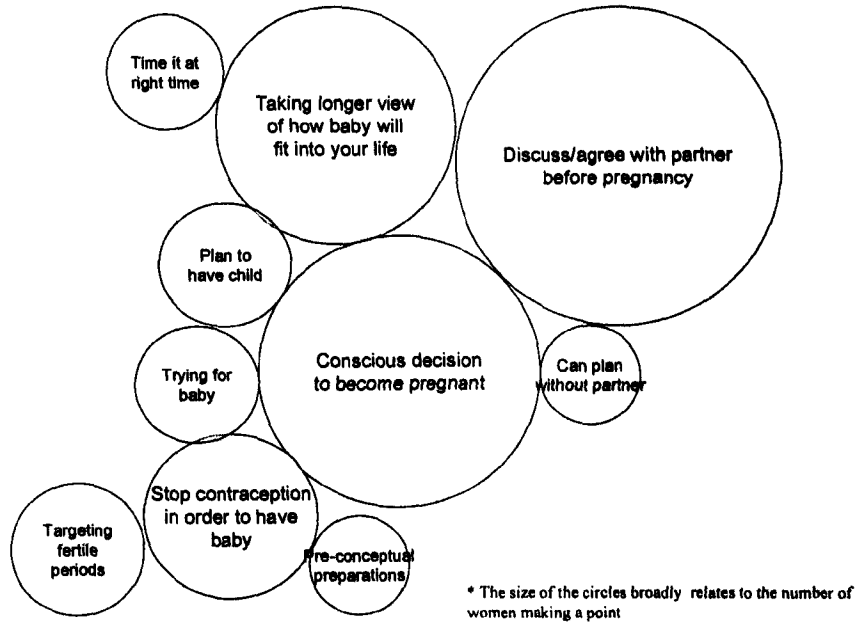 Time it at
right time
Taking longer view
of how baby will
fit into your life
Discuss/agree with partner
before pregnancy
Plan to
have child
Conscious decision
to become pregnant
Can plan
without partner
Trying for
baby
Stop contraception
in order to have
baby
Targeting
fertile
periods
Pre-conceptual
preparations
* The size of the circles broadly relates to the number of
women making a point